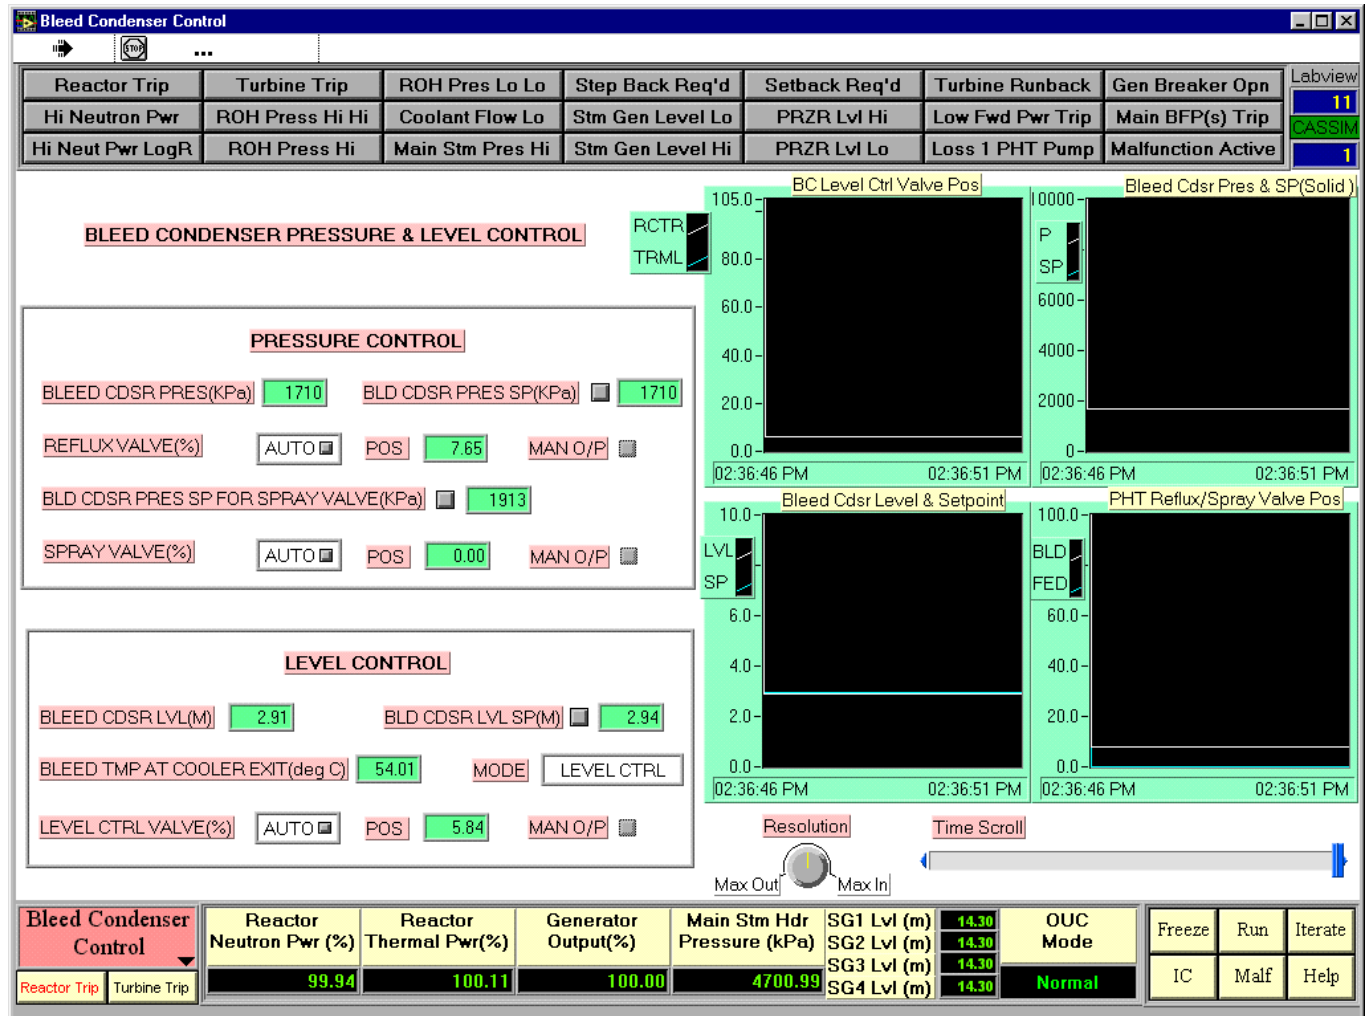 Bleed Condenser Control
STOP ...
Reactor Trip Turbine Trip ROH Pres Lo Lo Step Back Req'd Setback Req'd Turbine Runback Gen Breaker Opn Labview
Hi Neutron Pwr ROH Press Hi Hi Coolant Flow Lo Stm Gen Level Lo PRZR Lvl Hi Low Fwd Pwr Trip Main BFP(s) Trip 11
CASSIM
Hi Neut Pwr LogR ROH Press Hi Main Stm Pres Hi Stm Gen Level Hi PRZR Lvl Lo Loss 1 PHT Pump Malfunction Active 1
BLEED CONDENSER PRESSURE & LEVEL CONTROL
PRESSURE CONTROL
BLEED CDSR PRES(KPa) 1710 BLD CDSR PRES SP(KPa) 1710
REFLUX VALVE(%) AUTO POS 7.65 MAN O/P
BLD CDSR PRES SP FOR SPRAY VALVE(KPa) 1913
SPRAY VALVE(%) AUTO POS 0.00 MAN O/P
LEVEL CONTROL
BLEED CDSR LVL(M) 2.91 BLD CDSR LVL SP(M) 2.94
BLEED TMP AT COOLER EXIT(deg C) 54.01 MODE LEVEL CTRL
LEVEL CTRL VALVE(%) AUTO POS 5.84 MAN O/P
BC Level Ctrl Valve Pos
RCTR
TRML
105.0
80.0
60.0
40.0
20.0
0.0
02:36:46 PM 02:36:51 PM
Bleed Cdsr Pres & SP(Solid )
P
SP
10000
6000
4000
2000
0
02:36:46 PM 02:36:51 PM
Bleed Cdsr Level & Setpoint
LVL
SP
10.0
6.0
4.0
2.0
0.0
02:36:46 PM 02:36:51 PM
PHT Reflux/Spray Valve Pos
BLD
FED
100.0
60.0
40.0
20.0
0.0
02:36:46 PM 02:36:51 PM
Resolution
Max Out Max In
Time Scroll
Bleed Condenser
Control
Reactor Trip Turbine Trip
Reactor
Neutron Pwr (%)
99.94
Reactor
Thermal Pwr(%)
100.11
Generator
Output(%)
100.00
Main Stm Hdr
Pressure (kPa)
4700.99
SG1 Lvl (m) 14.30
SG2 Lvl (m) 14.30
SG3 Lvl (m) 14.30
SG4 Lvl (m) 14.30
OUC
Mode
Normal
Freeze Run Iterate
IC Malf Help